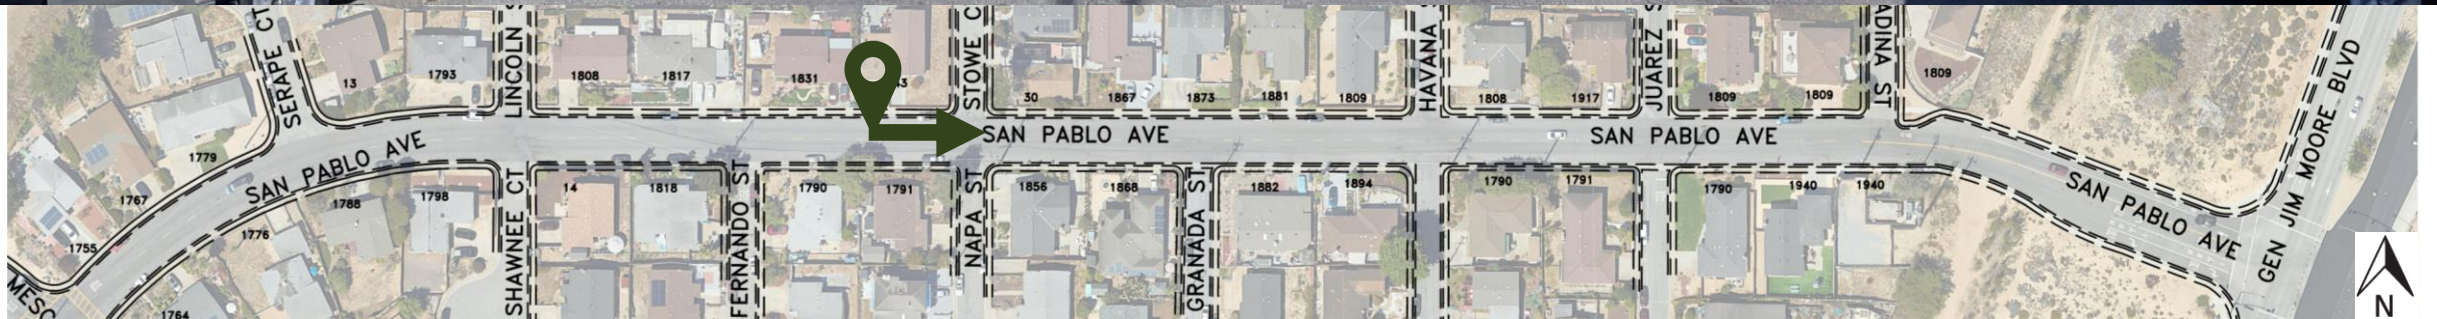 SERAPE CT
LINCOLN S
STOWE C
HAVANA S
JUAREZ S
ADINA ST
GEN JIM MOORE BLVD
13
1793
1808
1817
1831
30
1867
1873
1881
1809
1808
1917
1809
1809
1809
SAN PABLO AVE
SAN PABLO AVE
SAN PABLO AVE
SAN PABLO AVE
1779
1767
1755
1788
1798
1776
1764
MESC
SHAWNEE CT
14
1818
FERNANDO ST
1790
1791
NAPA ST
1856
1868
GRANADA ST
1882
1894
1790
1791
1790
1940
1940
N